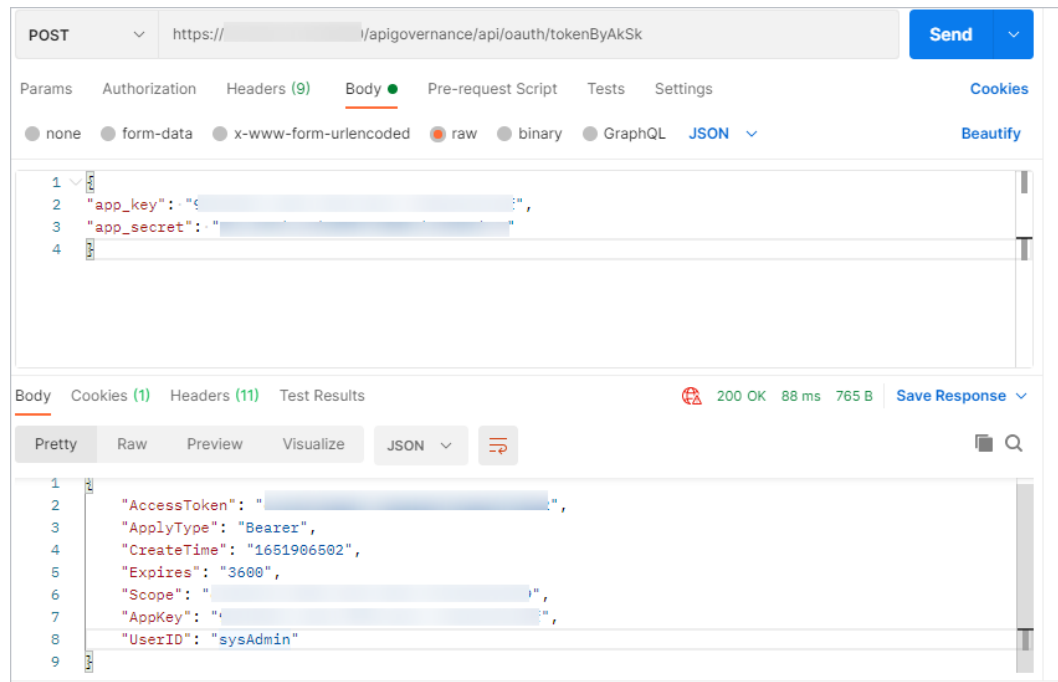 POST https:// /apigovernance/api/oauth/tokenByAkSk Send
Params Authorization Headers (9) Body Pre-request Script Tests Settings Cookies
none form-data x-www-form-urlencoded raw binary GraphQL JSON Beautify
1 {
2 "app_key": "9 ",
3 "app_secret": " "
4 }
Body Cookies (1) Headers (11) Test Results 200 OK 88 ms 765 B Save Response
Pretty Raw Preview Visualize JSON
1 {
2 "AccessToken": " ",
3 "ApplyType": "Bearer",
4 "CreateTime": "1651906502",
5 "Expires": "3600",
6 "Scope": " ",
7 "AppKey": " ",
8 "UserID": "sysAdmin"
9 }